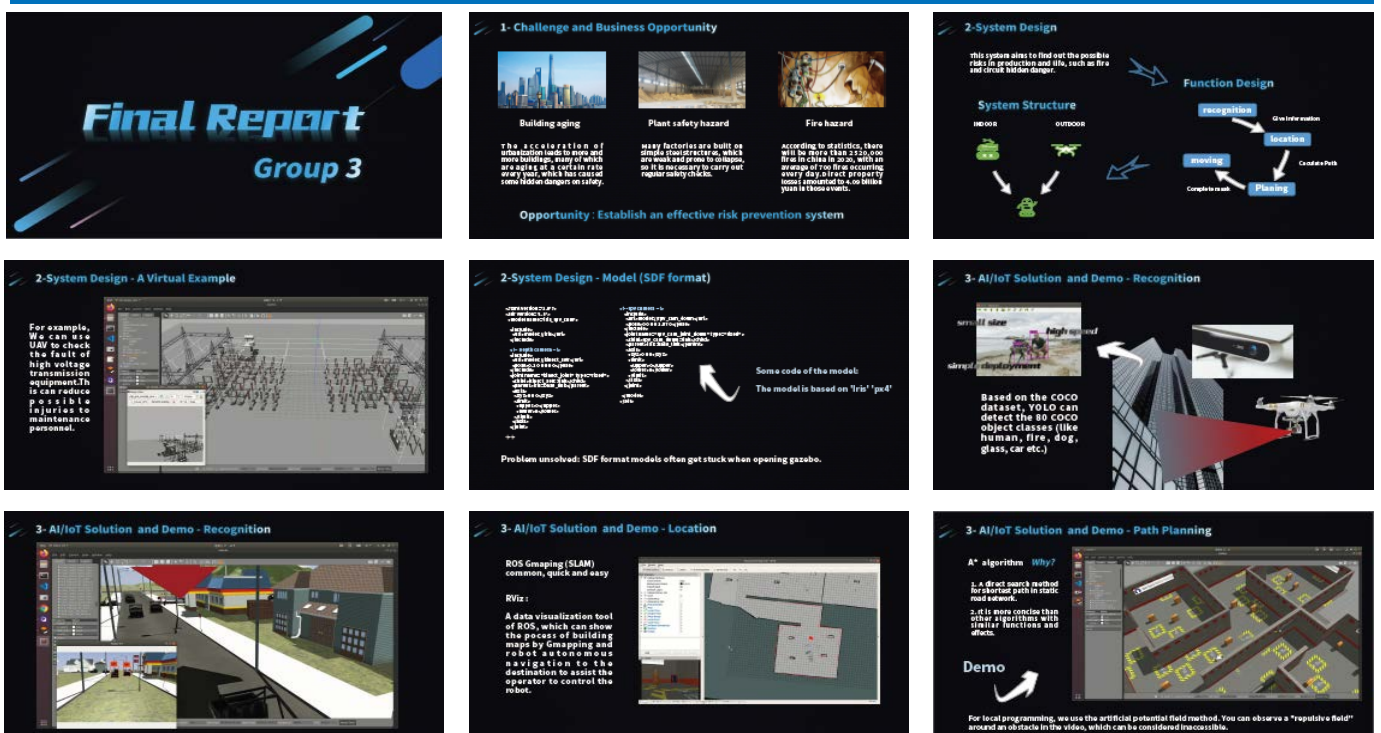 Final Report
Group 3
1- Challenge and Business Opportunity
Building aging
The acceleration of
urbanization leads to more and
more buildings, many of which
are aging at a certain rate
every year, which has caused
some hidden dangers on safety.
Plant safety hazard
Many factories are built on
simple steel structures, which
are weak and prone to collapse,
so it is necessary to carry out
regular safety checks.
Fire hazard
According to statistics, there
will be more than 2520,000
fires in china in 2020, with an
average of 700 fires occurring
every day.Direct property
losses amounted to 4.09 billion
yuan in those events.
Opportunity: Establish an effective risk prevention system
2-System Design
This system aims to find out the possible
risks in production and life, such as fire
and circuit hidden danger.
System Structure
INDOOR
OUTDOOR
Function Design
recognition
Give Information
location
Caculate Path
Planing
Complete mask
moving
2-System Design - A Virtual Example
For example,
We can use
UAV to check
the fault of
high voltage
transmission
equipment.Th
is can reduce
possible
injuries to
maintenance
personnel.
2-System Design - Model (SDF format)
Some code of the model:
The model is based on 'Iris' 'px4'
Problem unsolved: SDF format models often get stuck when opening gazebo.
3- AI/IoT Solution and Demo - Recognition
small size
high speed
simple deployment
Based on the COCO
dataset, YOLO can
detect the 80 COCO
object classes (like
human, fire, dog,
glass, car etc.)
3- AI/IoT Solution and Demo - Recognition
3- AI/IoT Solution and Demo - Location
ROS Gmaping (SLAM)
common, quick and easy
RViz :
A data visualization tool
of ROS, which can show
the pocess of building
maps by Gmapping and
robot autonomous
navigation to the
destination to assist the
operator to control the
robot.
3- AI/IoT Solution and Demo - Path Planning
A* algorithm Why?
1. A direct search method
for shortest path in static
road network.
2. It is more concise than
other algorithms with
similar functions and
effects.
Demo
For local programming, we use the artificial potential field method. You can observe a "repulsive field"
around an obstacle in the video, which can be considered inaccessible.